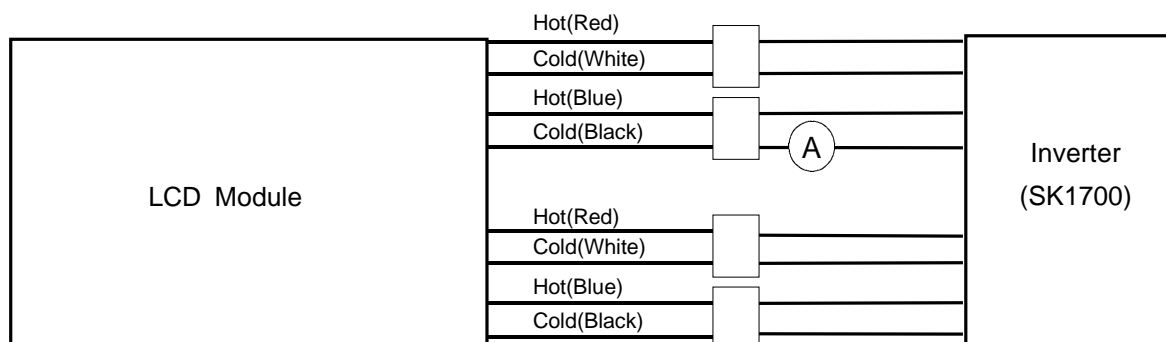 Hot(Red)
Cold(White)
Hot(Blue)
Cold(Black)
A
LCD Module
Inverter
(SK1700)
Hot(Red)
Cold(White)
Hot(Blue)
Cold(Black)